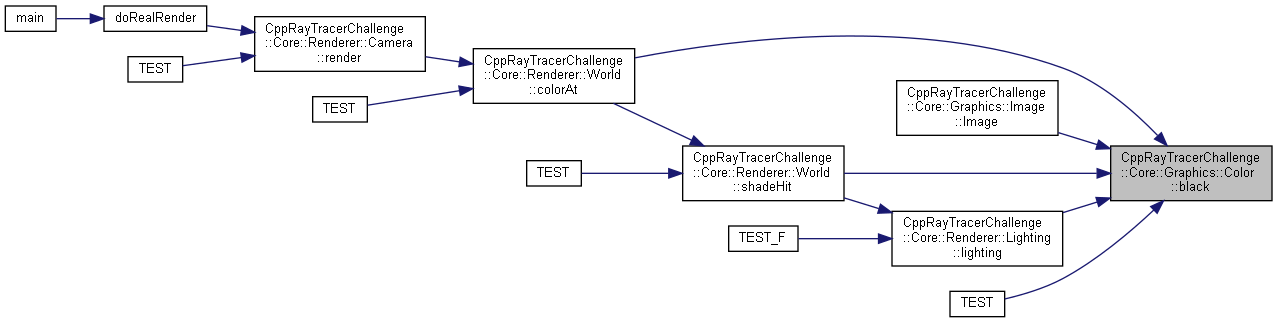 main
doRealRender
CppRayTracerChallenge
::Core::Renderer::Camera
::render
TEST
CppRayTracerChallenge
::Core::Renderer::World
::colorAt
TEST
CppRayTracerChallenge
::Core::Graphics::Image
::Image
CppRayTracerChallenge
::Core::Renderer::World
::shadeHit
TEST
CppRayTracerChallenge
::Core::Graphics::Color
::black
CppRayTracerChallenge
::Core::Renderer::Lighting
::lighting
TEST_F
TEST